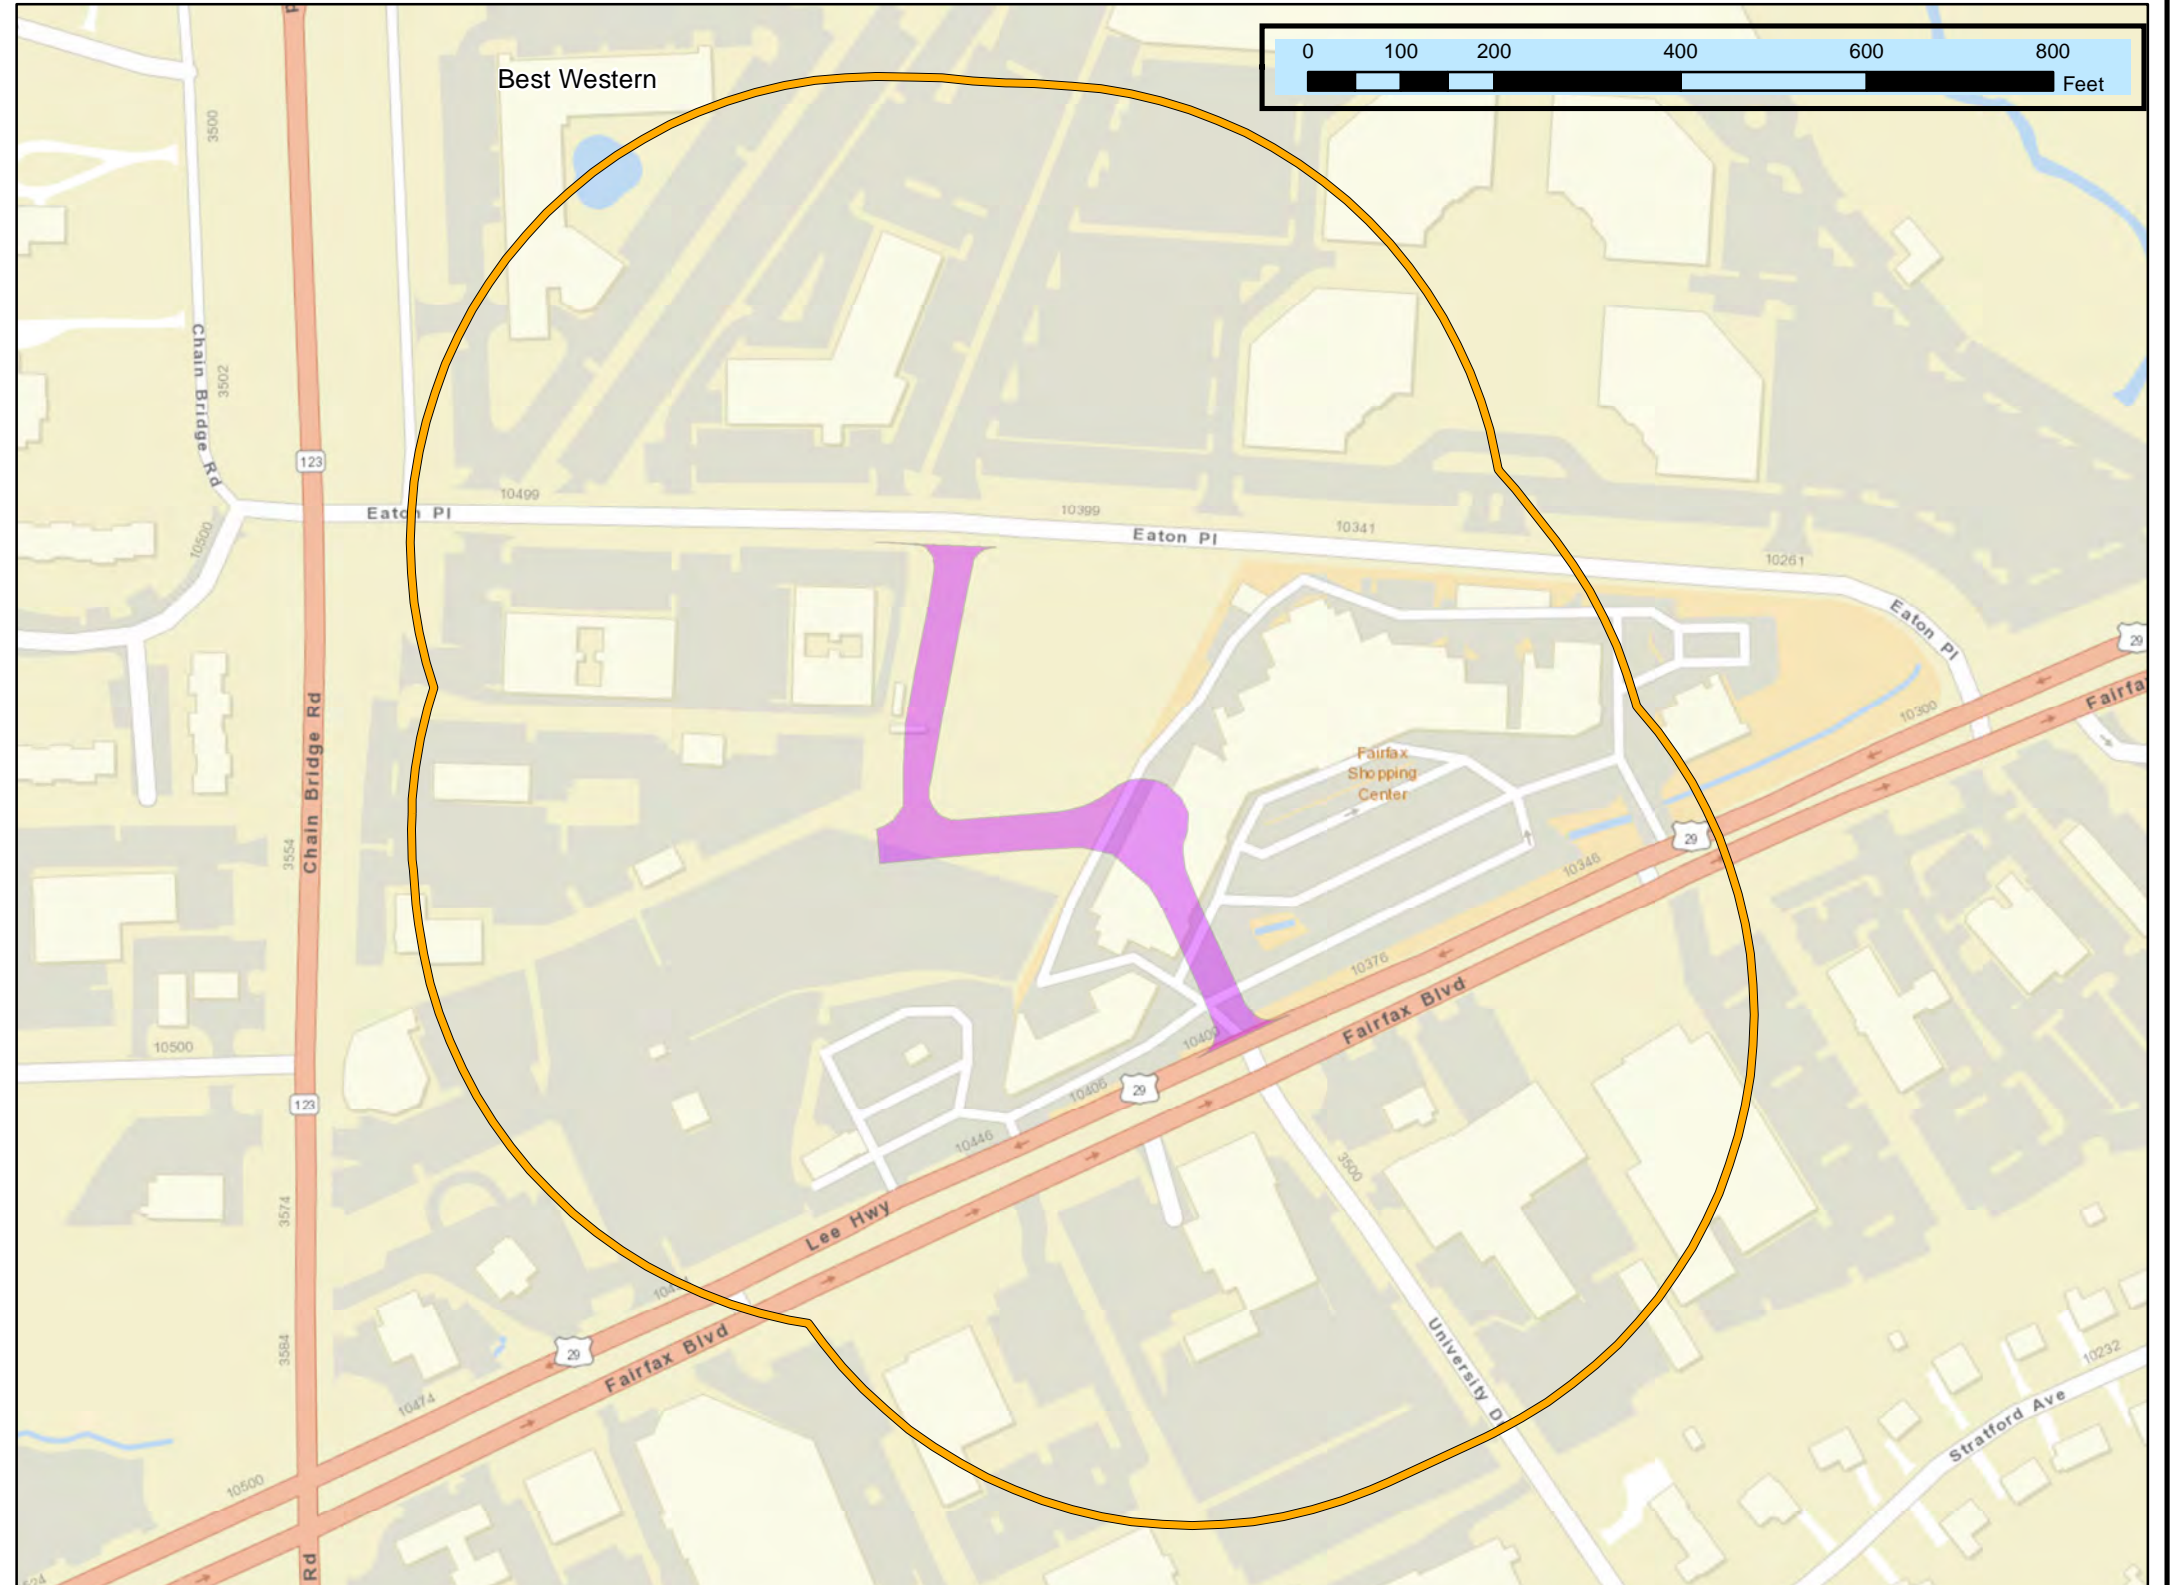 0 100 200 400 600 800
Feet
Best Western
3500
Chain Bridge Rd
3502
123
10499
Eaton Pl
10399
Eaton Pl
10341
10261
Eaton Pl
10500
29
Fairfa
10300
Chain Bridge Rd
3554
Fairfax
Shopping
Center
29
10346
10376
Fairfax Blvd
10400
10406
29
10446
10500
123
3500
3574
Lee Hwy
3584
29
Fairfax Blvd
University Dr
10232
Stratford Ave
10474
10500
Rd